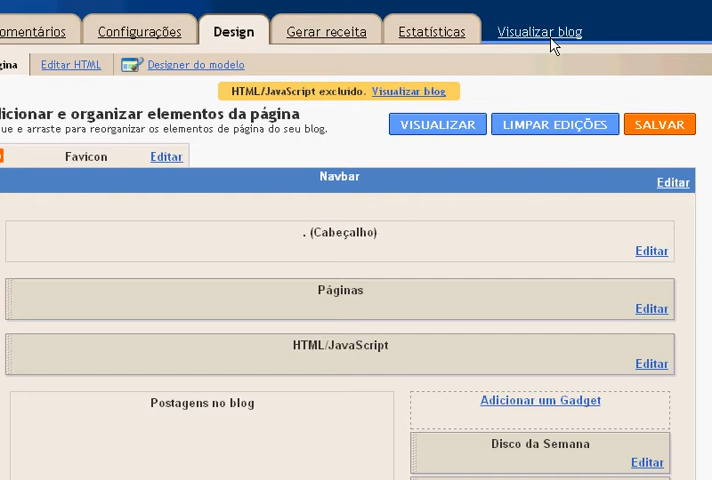 omentários Configurações Design Gerar receita Estatísticas Visualizar blog
gina Editar HTML Designer do modelo
HTML/JavaScript excluído. Visualizar blog
dicionar e organizar elementos da página
que e arraste para reorganizar os elementos de página do seu blog.
VISUALIZAR LIMPAR EDIÇÕES SALVAR
Favicon Editar
Navbar
Editar
. (Cabeçalho)
Editar
Páginas
Editar
HTML/JavaScript
Editar
Postagens no blog
Adicionar um Gadget
Disco da Semana
Editar